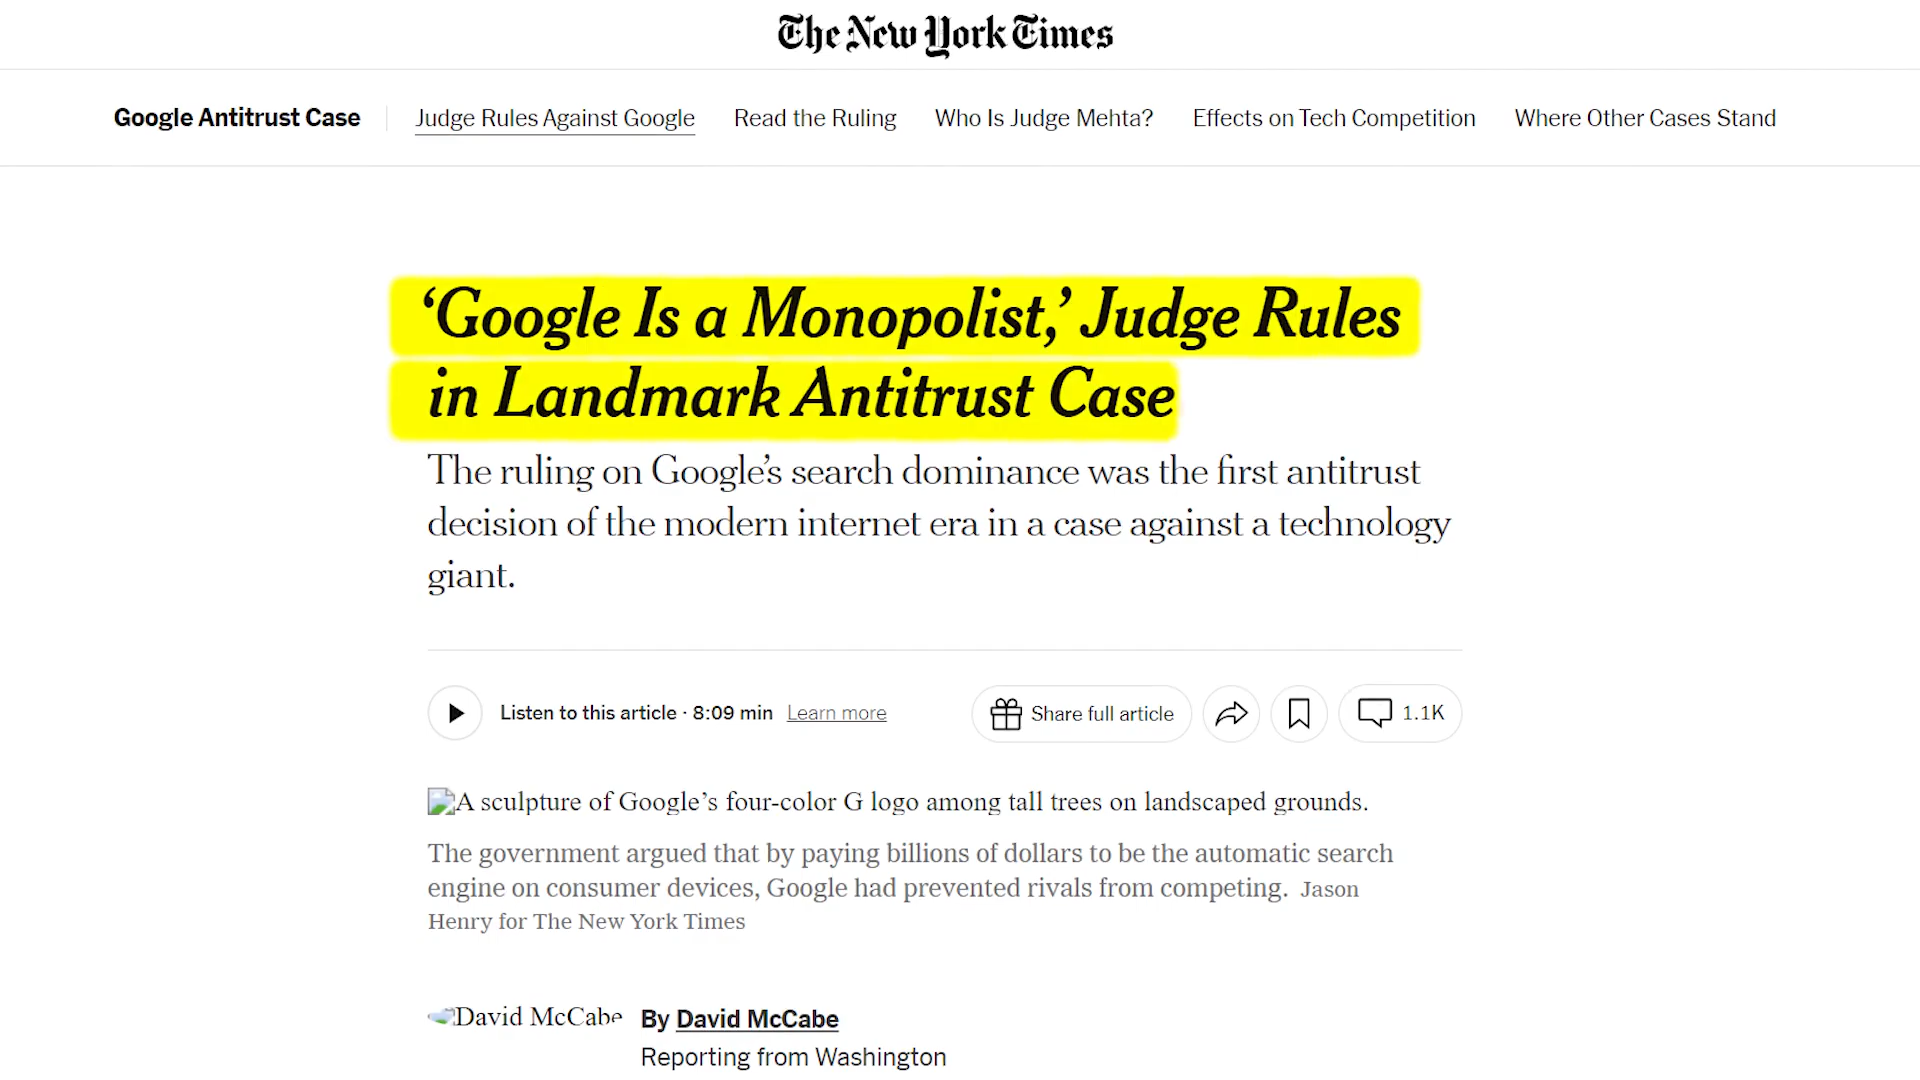 The New York Times
Google Antitrust Case Judge Rules Against Google Read the Ruling Who Is Judge Mehta? Effects on Tech Competition Where Other Cases Stand
‘Google Is a Monopolist,’ Judge Rules
in Landmark Antitrust Case
The ruling on Google’s search dominance was the first antitrust
decision of the modern internet era in a case against a technology
giant.
Listen to this article · 8:09 min Learn more Share full article 1.1K
A sculpture of Google’s four-color G logo among tall trees on landscaped grounds.
The government argued that by paying billions of dollars to be the automatic search
engine on consumer devices, Google had prevented rivals from competing. Jason
Henry for The New York Times
David McCabe By David McCabe
Reporting from Washington